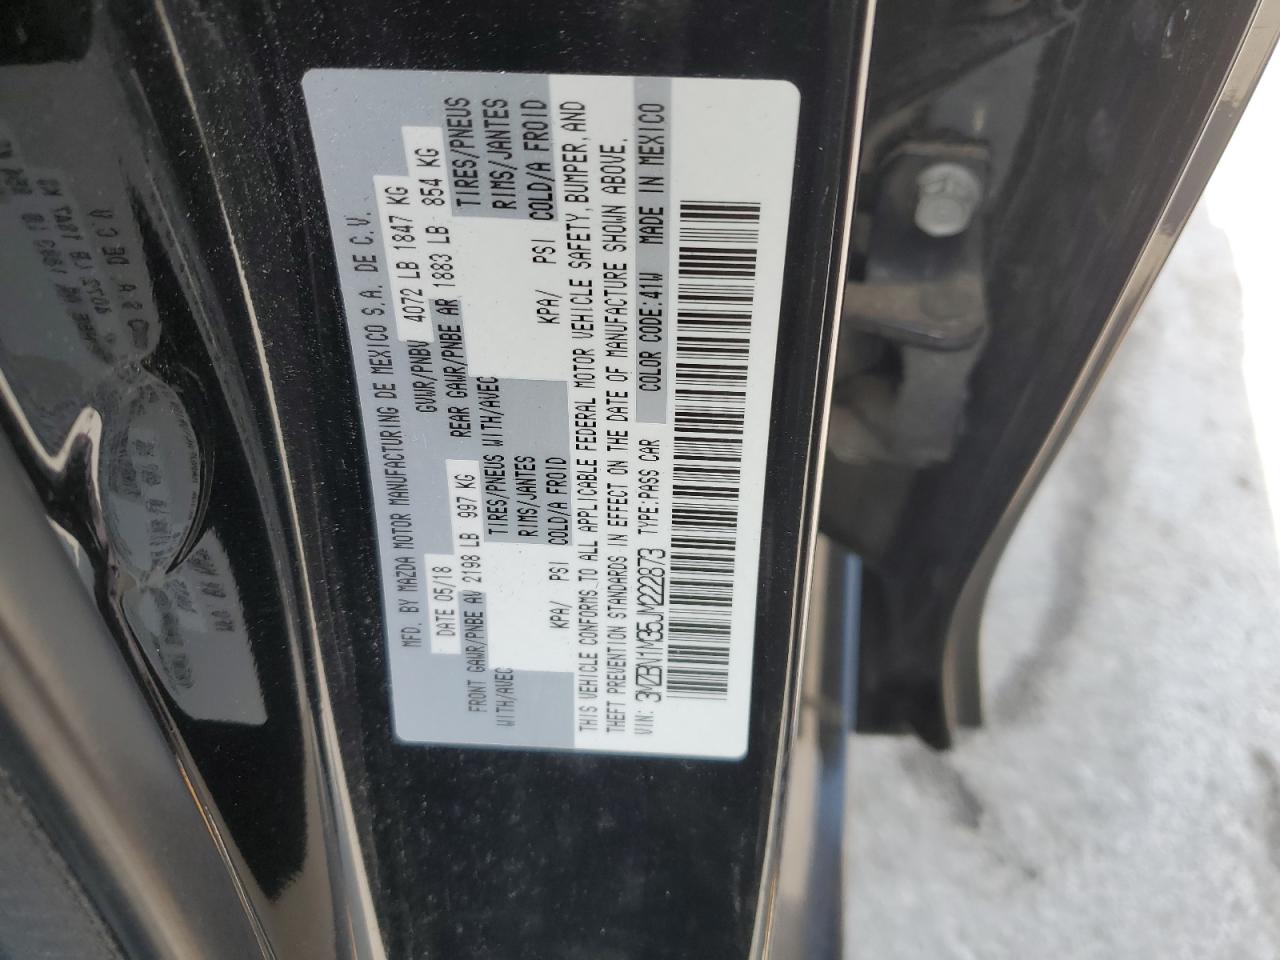 MFD. BY MAZDA MOTOR MANUFACTURING DE MEXICO S.A. DE C.V.
DATE 05/18 GVWR/PNBV 4072 LB 1847 KG
FRONT GAWR/PNBE AV 2198 LB 997 KG REAR GAWR/PNBE AR 1883 LB 854 KG
WITH/AVEC TIRES/PNEUS WITH/AVEC TIRES/PNEUS
RIMS/JANTES RIMS/JANTES
KPA/ PSI COLD/A FROID KPA/ PSI COLD/A FROID
THIS VEHICLE CONFORMS TO ALL APPLICABLE FEDERAL MOTOR VEHICLE SAFETY, BUMPER, AND
THEFT PREVENTION STANDARDS IN EFFECT ON THE DATE OF MANUFACTURE SHOWN ABOVE.
VIN: 3MZBN1M35JM222873 TYPE:PASS CAR COLOR CODE:41W MADE IN MEXICO